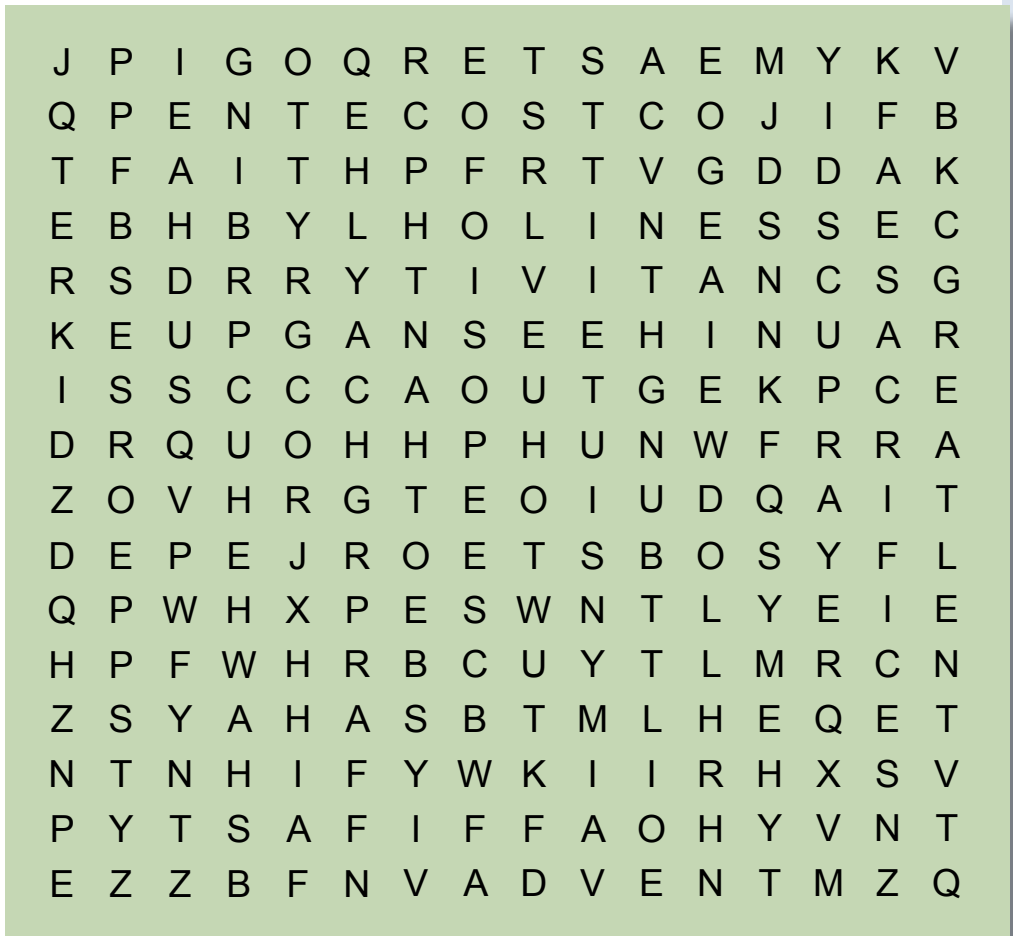 J P I G O Q R E T S A E M Y K V
Q P E N T E C O S T C O J I F B
T F A I T H P F R T V G D D A K
E B H B Y L H O L I N E S S E C
R S D R R Y T I V I T A N C S G
K E U P G A N S E E H I N U A R
I S S C C C A O U T G E K P C E
D R Q U O H H P H U N W F R R A
Z O V H R G T E O I U D Q A I T
D E P E J R O E T S B O S Y F L
Q P W H X P E S W N T L Y E I E
H P F W H R B C U Y T L M R C N
Z S Y A H A S B T M L H E Q E T
N T N H I F Y W K I I R H X S V
P Y T S A F I F F A O H Y V N T
E Z Z B F N V A D V E N T M Z Q